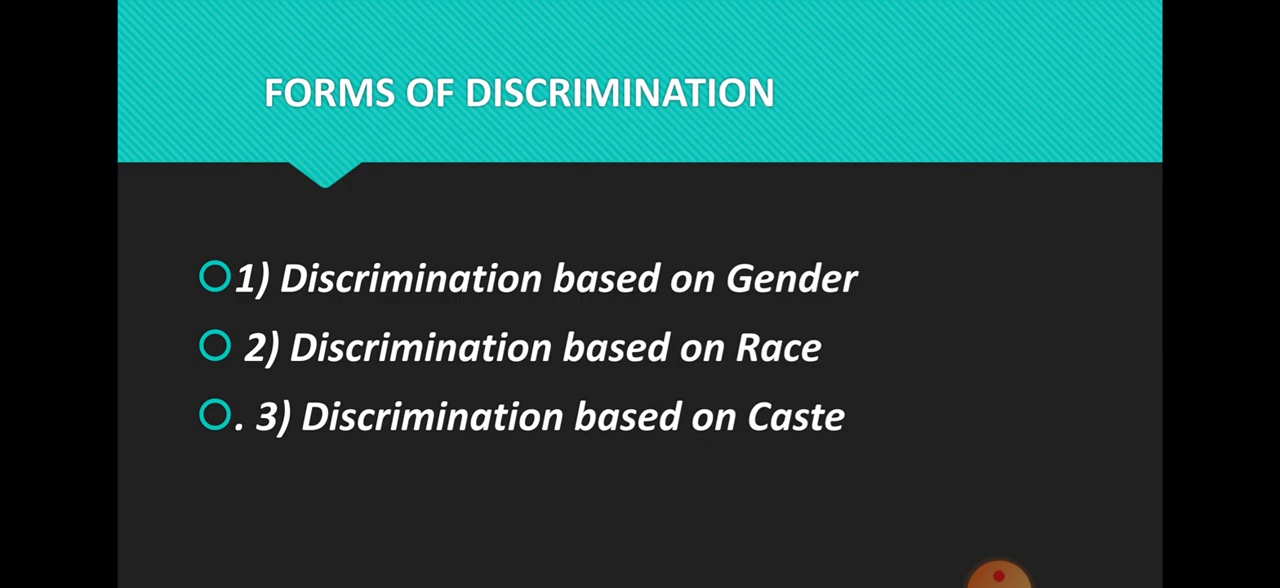 FORMS OF DISCRIMINATION
1) Discrimination based on Gender
2) Discrimination based on Race
. 3) Discrimination based on Caste